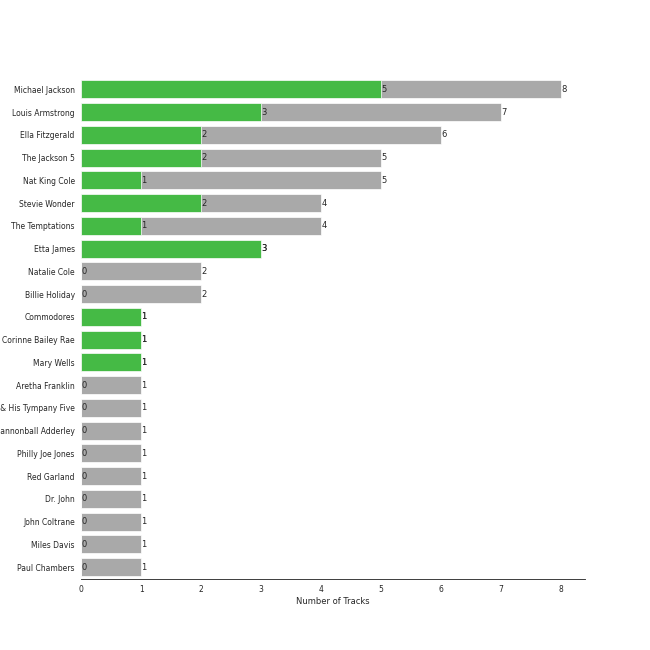 Michael Jackson 5 8
Louis Armstrong 3 7
Ella Fitzgerald 2 6
The Jackson 5 2 5
Nat King Cole 1 5
Stevie Wonder 2 4
The Temptations 1 4
Etta James 3
Natalie Cole 0 2
Billie Holiday 0 2
Commodores 1
Corinne Bailey Rae 1
Mary Wells 1
Aretha Franklin 0 1
& His Tympany Five 0 1
annonball Adderley 0 1
Philly Joe Jones 0 1
Red Garland 0 1
Dr. John 0 1
John Coltrane 0 1
Miles Davis 0 1
Paul Chambers 0 1
0 1 2 3 4 5 6 7 8
Number of Tracks